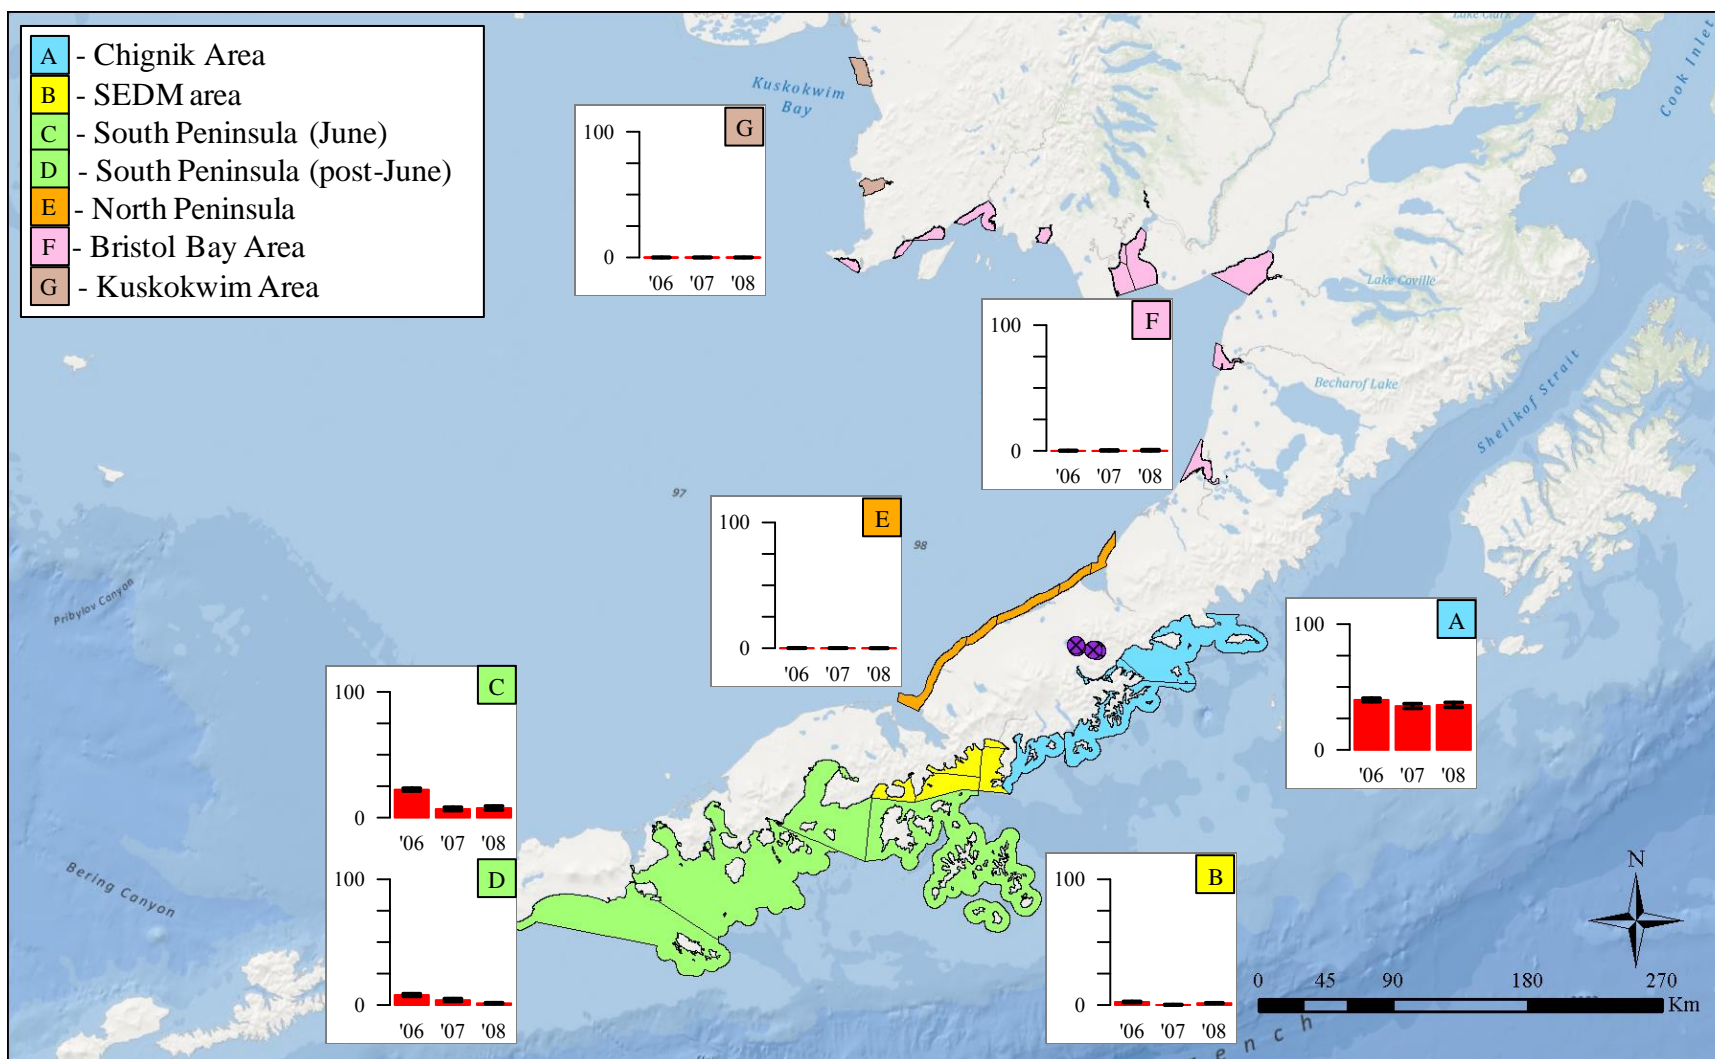 A - Chignik Area
B - SEDM area
C - South Peninsula (June)
D - South Peninsula (post-June)
E - North Peninsula
F - Bristol Bay Area
G - Kuskokwim Area
Lake Clark
Cook Inlet
Kuskokwim
Bay
G
100
0
'06 '07 '08
Lake Coville
F
100
0
'06 '07 '08
Becharof Lake
Shelikof Strait
97
98
E
100
0
'06 '07 '08
Pribylov Canyon
A
100
0
'06 '07 '08
C
100
0
'06 '07 '08
D
100
0
'06 '07 '08
Bering Canyon
B
100
0
'06 '07 '08
N
0 45 90 180 270
Km